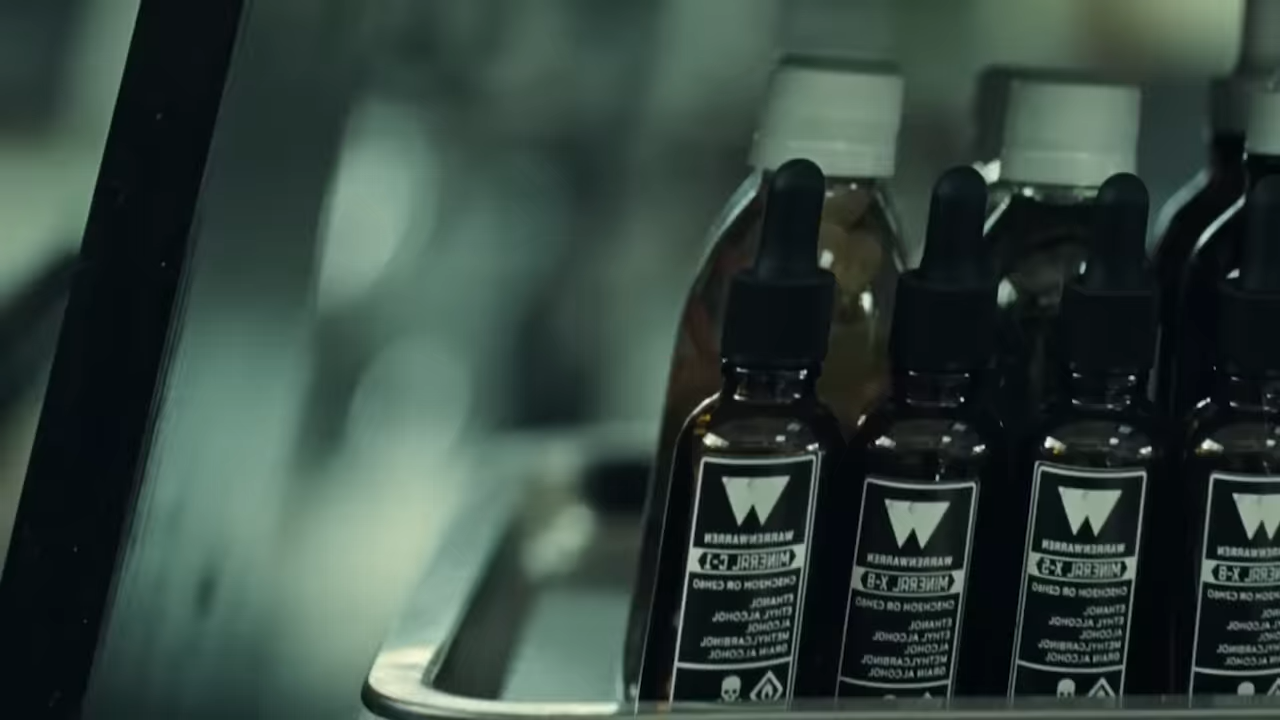 WARRENWARREN
MINERAL C-1
CH3CH2OH OR C2H6O
ETHANOL
ETHYL ALCOHOL
ALCOHOL
METHYLCARBINOL
GRAIN ALCOHOL
WARRENWARREN
MINERAL X-8
CH3CH2OH OR C2H6O
ETHANOL
ETHYL ALCOHOL
ALCOHOL
METHYLCARBINOL
GRAIN ALCOHOL
WARRENWARREN
MINERAL X-5
CH3CH2OH OR C2H6O
ETHANOL
ETHYL ALCOHOL
ALCOHOL
METHYLCARBINOL
GRAIN ALCOHOL
X-8